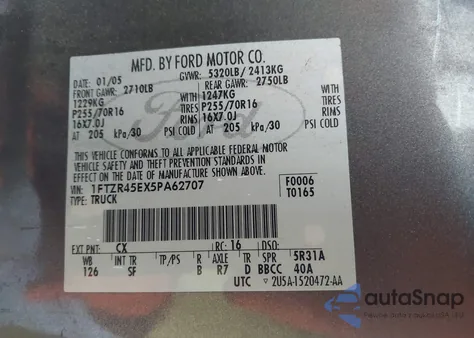 MFD. BY FORD MOTOR CO.
DATE: 01/05 GVWR: 5320LB/ 2413KG
FRONT GAWR: 2710LB REAR GAWR: 2750LB
1229KG WITH 1247KG WITH
P255/70R16 TIRES P255/70R16 TIRES
16X7.0J RIMS 16X7.0J RIMS
AT 205 kPa/30 PSI COLD AT 205 kPa/30 PSI COLD
THIS VEHICLE CONFORMS TO ALL APPLICABLE FEDERAL MOTOR
VEHICLE SAFETY AND THEFT PREVENTION STANDARDS IN
EFFECT ON THE DATE OF MANUFACTURE SHOWN ABOVE.
VEHICLE IDENTIFICATION NO.:
1FTZR45EX5PA62707
TYPE: TRUCK
F0006
T0165
EXT PNT: CX RC: 16 DSO:
WB INT TR TP/PS R AXLE TR SPR 5R31A
126 SF B R7 D BBCC 40A
UTC 2U5A-1520472-AA
Ford
autaSnap